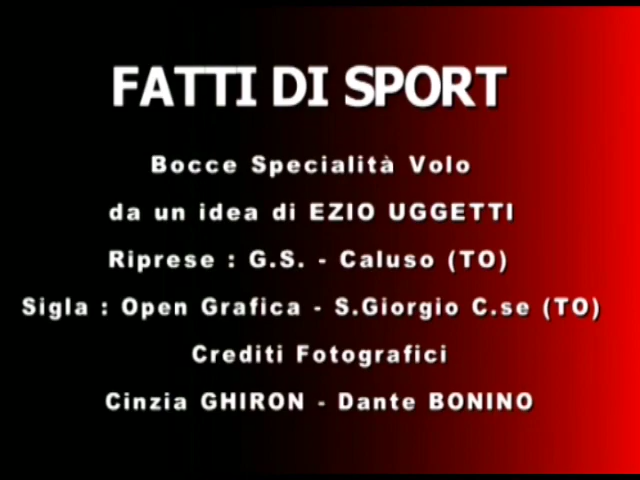 FATTI DI SPORT
Bocce Specialità Volo
da un idea di EZIO UGGETTI
Riprese : G.S. - Caluso (TO)
Sigla : Open Grafica - S.Giorgio C.se (TO)
Crediti Fotografici
Cinzia GHIRON - Dante BONINO